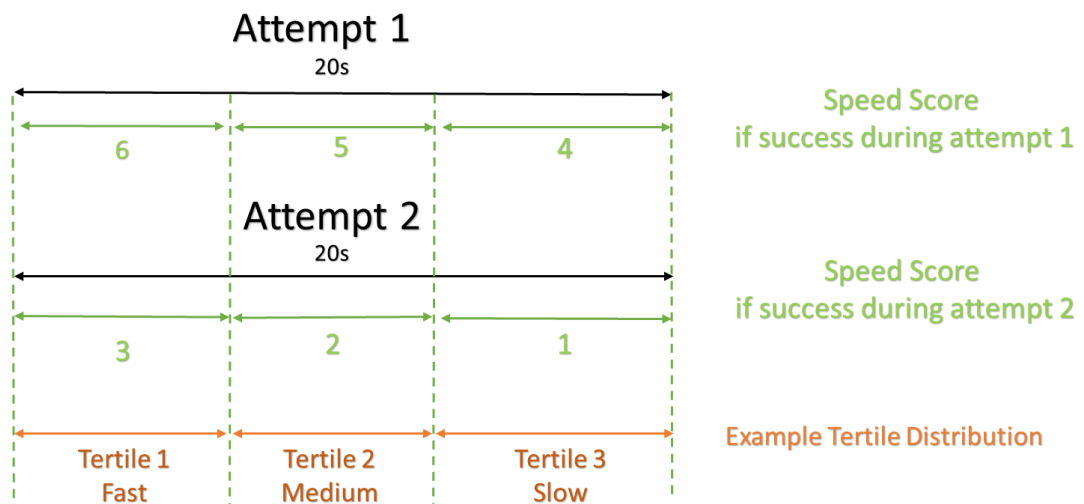 Attempt 1
20s
Speed Score
if success during attempt 1
6
5
4
Attempt 2
20s
Speed Score
if success during attempt 2
3
2
1
Example Tertile Distribution
Tertile 1
Fast
Tertile 2
Medium
Tertile 3
Slow